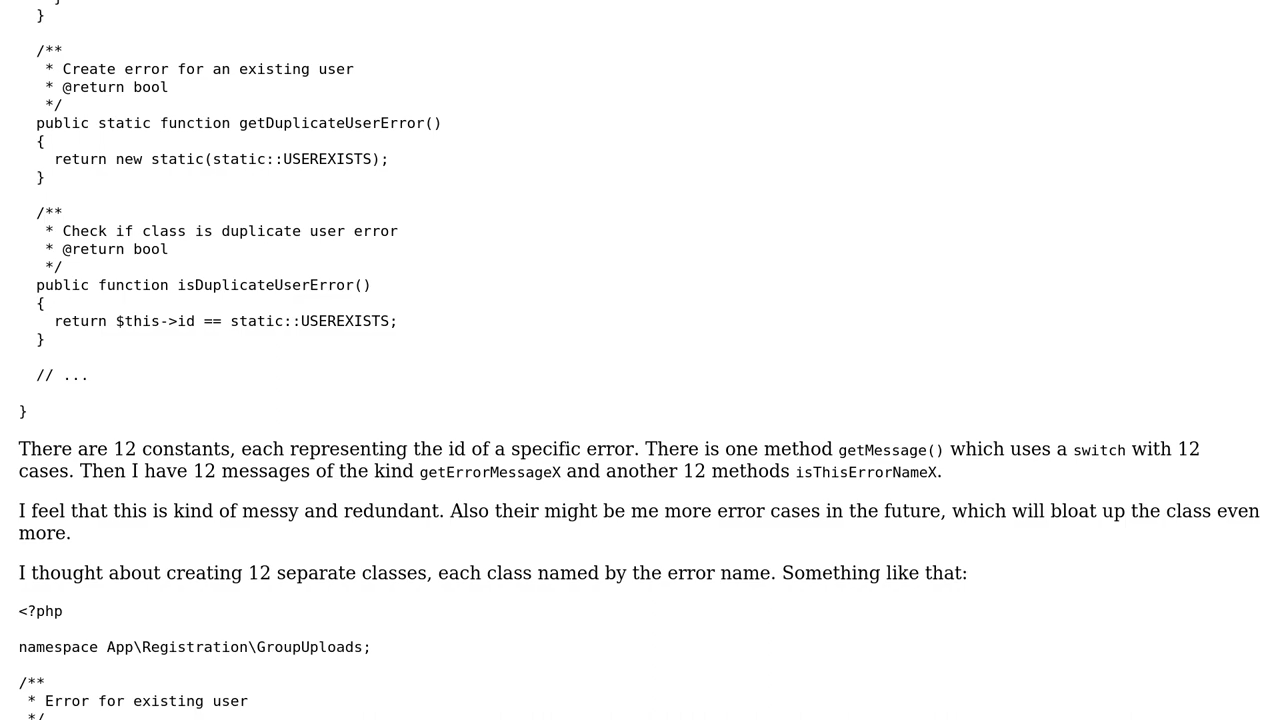 }
}
/**
* Create error for an existing user
* @return bool
*/
public static function getDuplicateUserError()
{
return new static(static::USEREXISTS);
}
/**
* Check if class is duplicate user error
* @return bool
*/
public function isDuplicateUserError()
{
return $this->id == static::USEREXISTS;
}
// ...
}
There are 12 constants, each representing the id of a specific error. There is one method getMessage() which uses a switch with 12
cases. Then I have 12 messages of the kind getErrorMessageX and another 12 methods isThisErrorNameX.
I feel that this is kind of messy and redundant. Also their might be me more error cases in the future, which will bloat up the class even
more.
I thought about creating 12 separate classes, each class named by the error name. Something like that:
<?php
namespace App\Registration\GroupUploads;
/**
* Error for existing user
*/